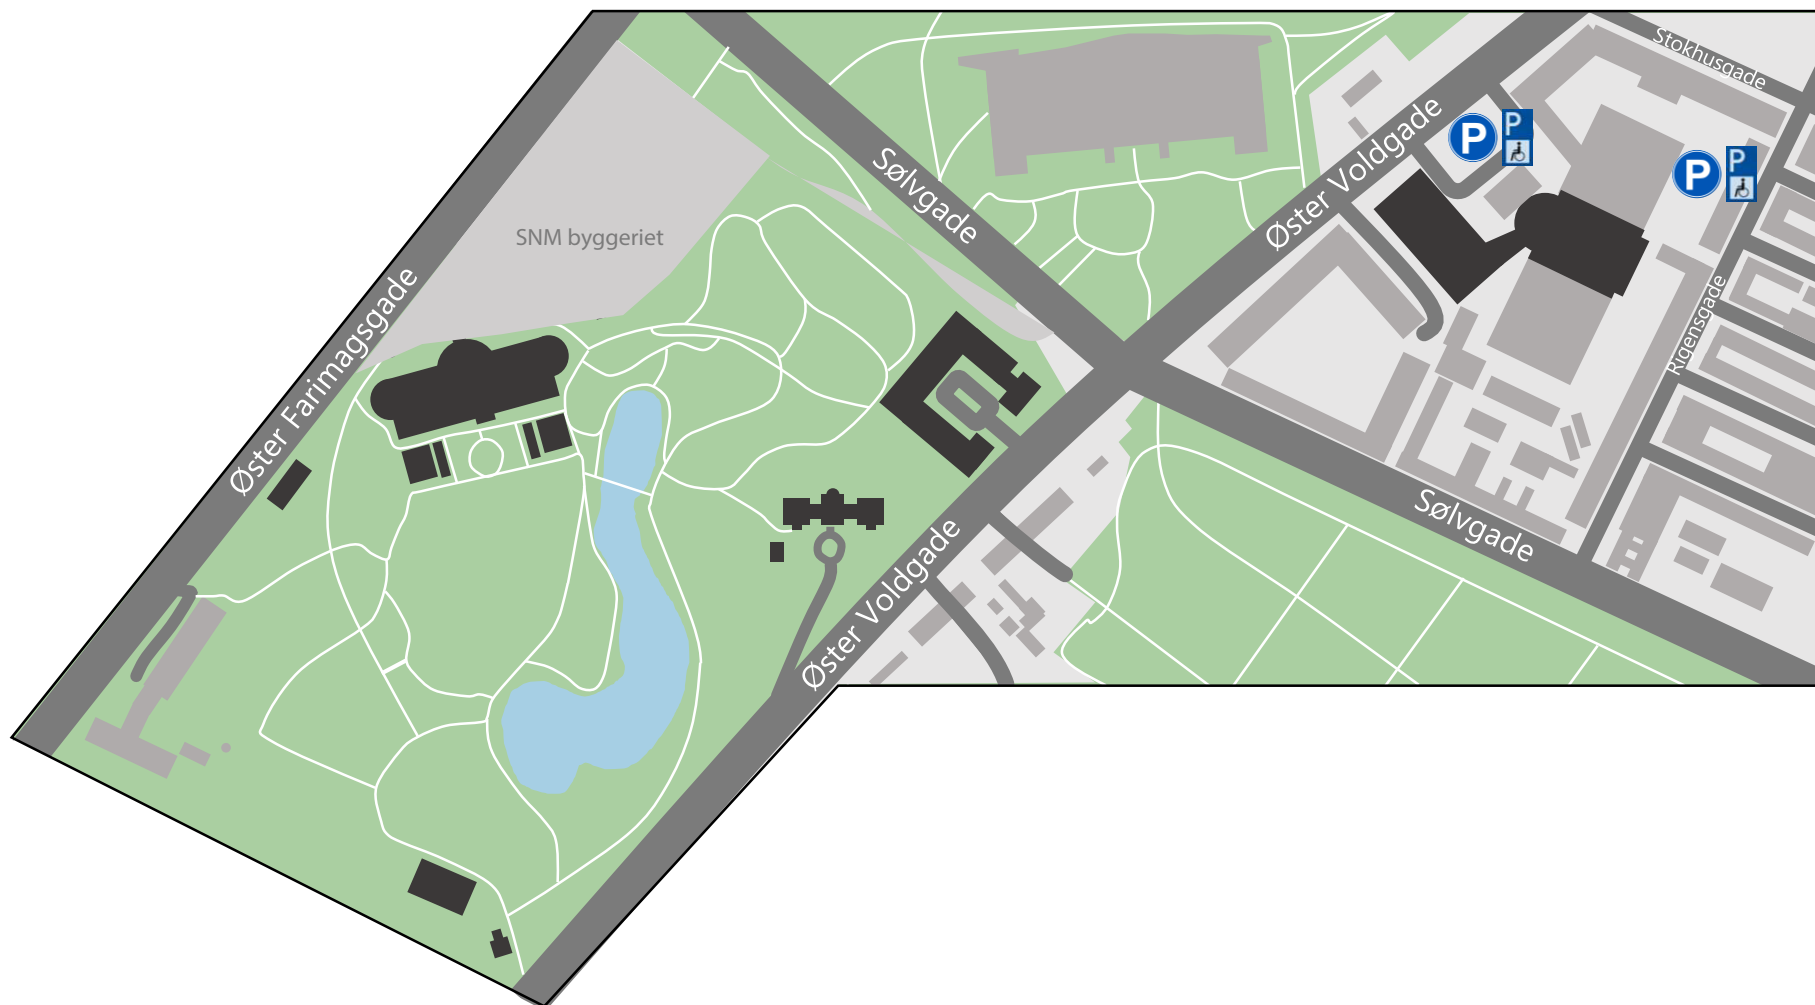 Stokhusgade
Øster Voldgade
P
P
Sølvgade
P
P
SNM byggeriet
Øster Farimagsgade
Rigensgade
Sølvgade
Øster Voldgade